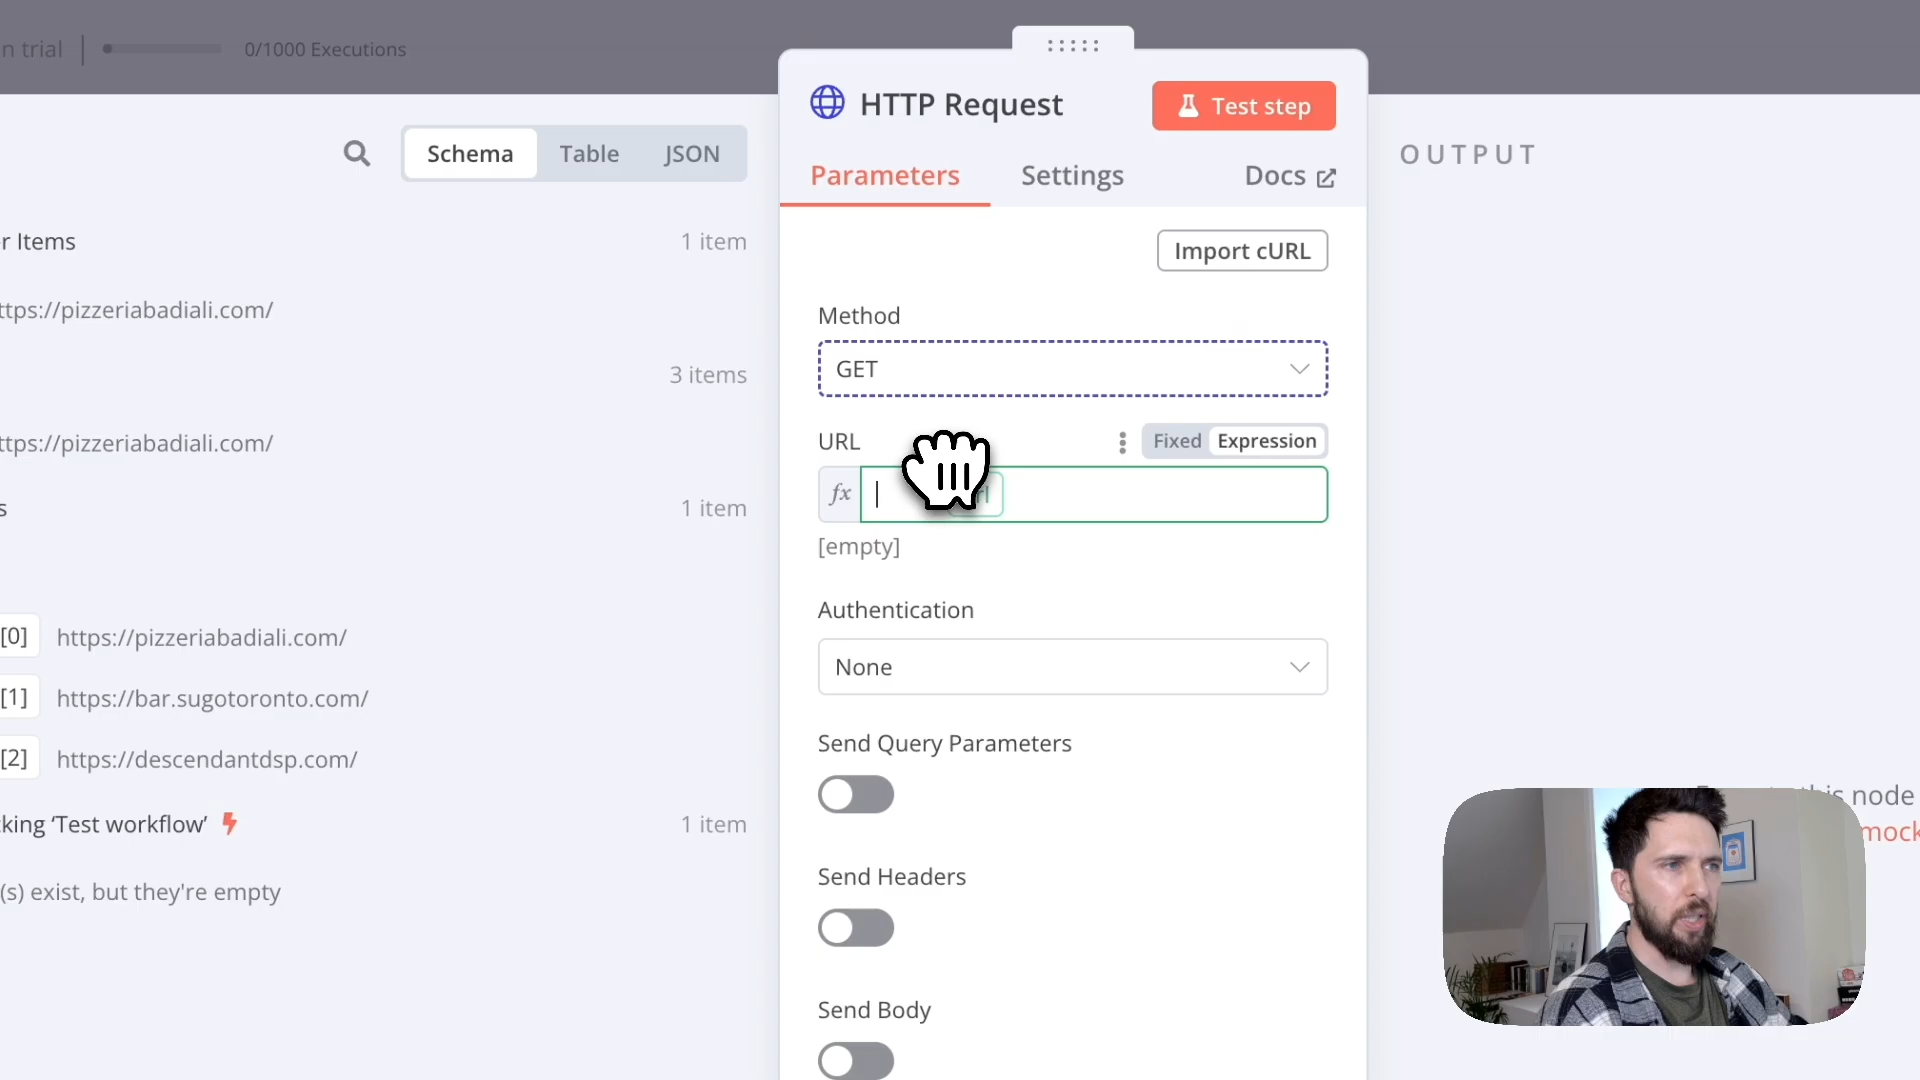 n trial
0/1000 Executions
HTTP Request
Test step
Schema
Table
JSON
Parameters
Settings
Docs
OUTPUT
r Items
1 item
Import cURL
ttps://pizzeriabadiali.com/
Method
GET
3 items
ttps://pizzeriabadiali.com/
URL
Fixed
Expression
fx
s
1 item
[empty]
Authentication
None
[0]
https://pizzeriabadiali.com/
[1]
https://bar.sugotoronto.com/
[2]
https://descendantdsp.com/
Send Query Parameters
king ‘Test workflow’
1 item
(s) exist, but they're empty
Send Headers
Send Body
this node
mock